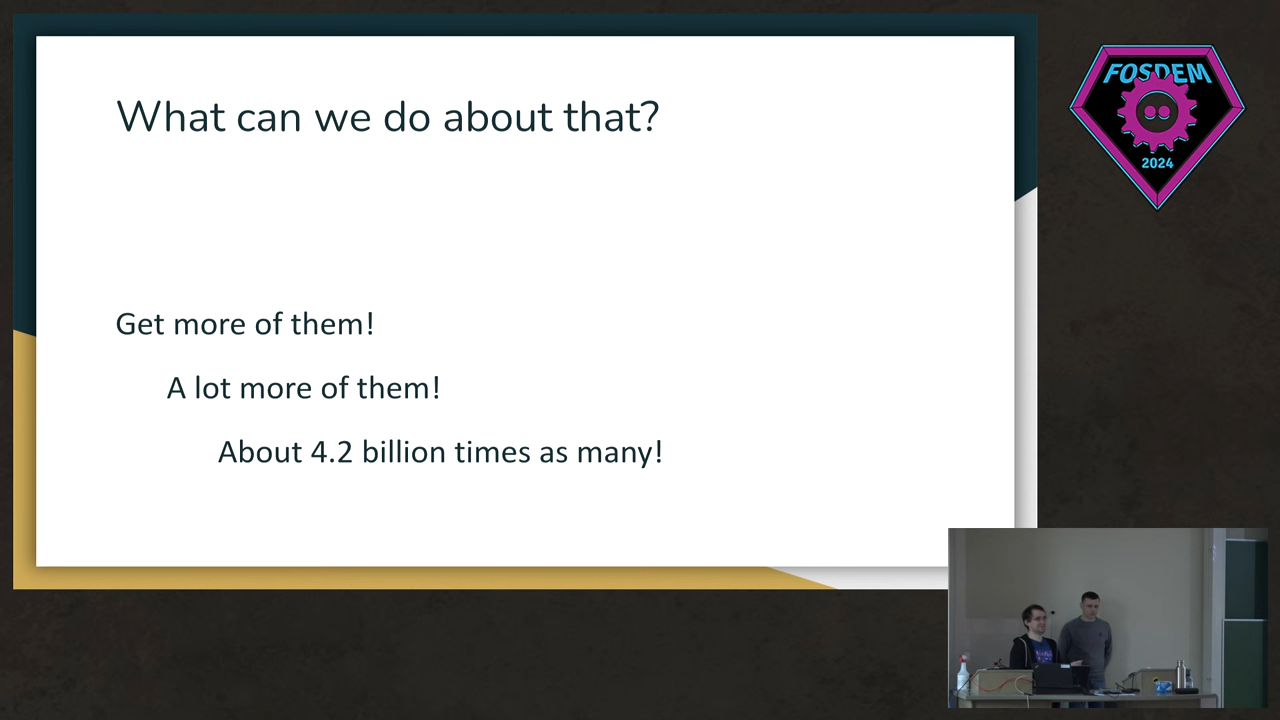 What can we do about that?
Get more of them!
A lot more of them!
About 4.2 billion times as many!
FOSDEM
2024